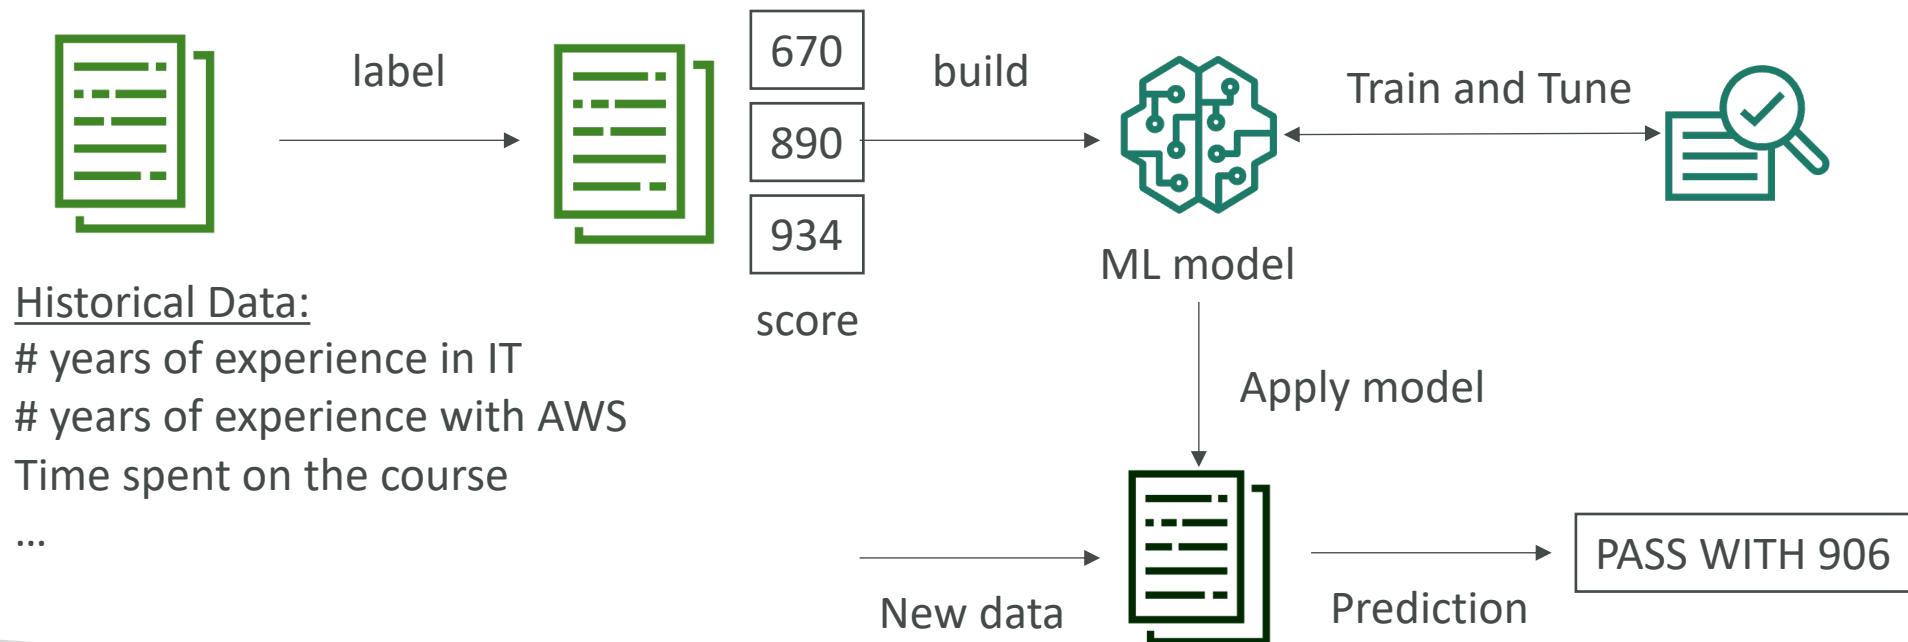 label
670
890
934
score
build
Train and Tune
ML model
Historical Data:
# years of experience in IT
# years of experience with AWS
Time spent on the course
...
Apply model
New data
Prediction
PASS WITH 906